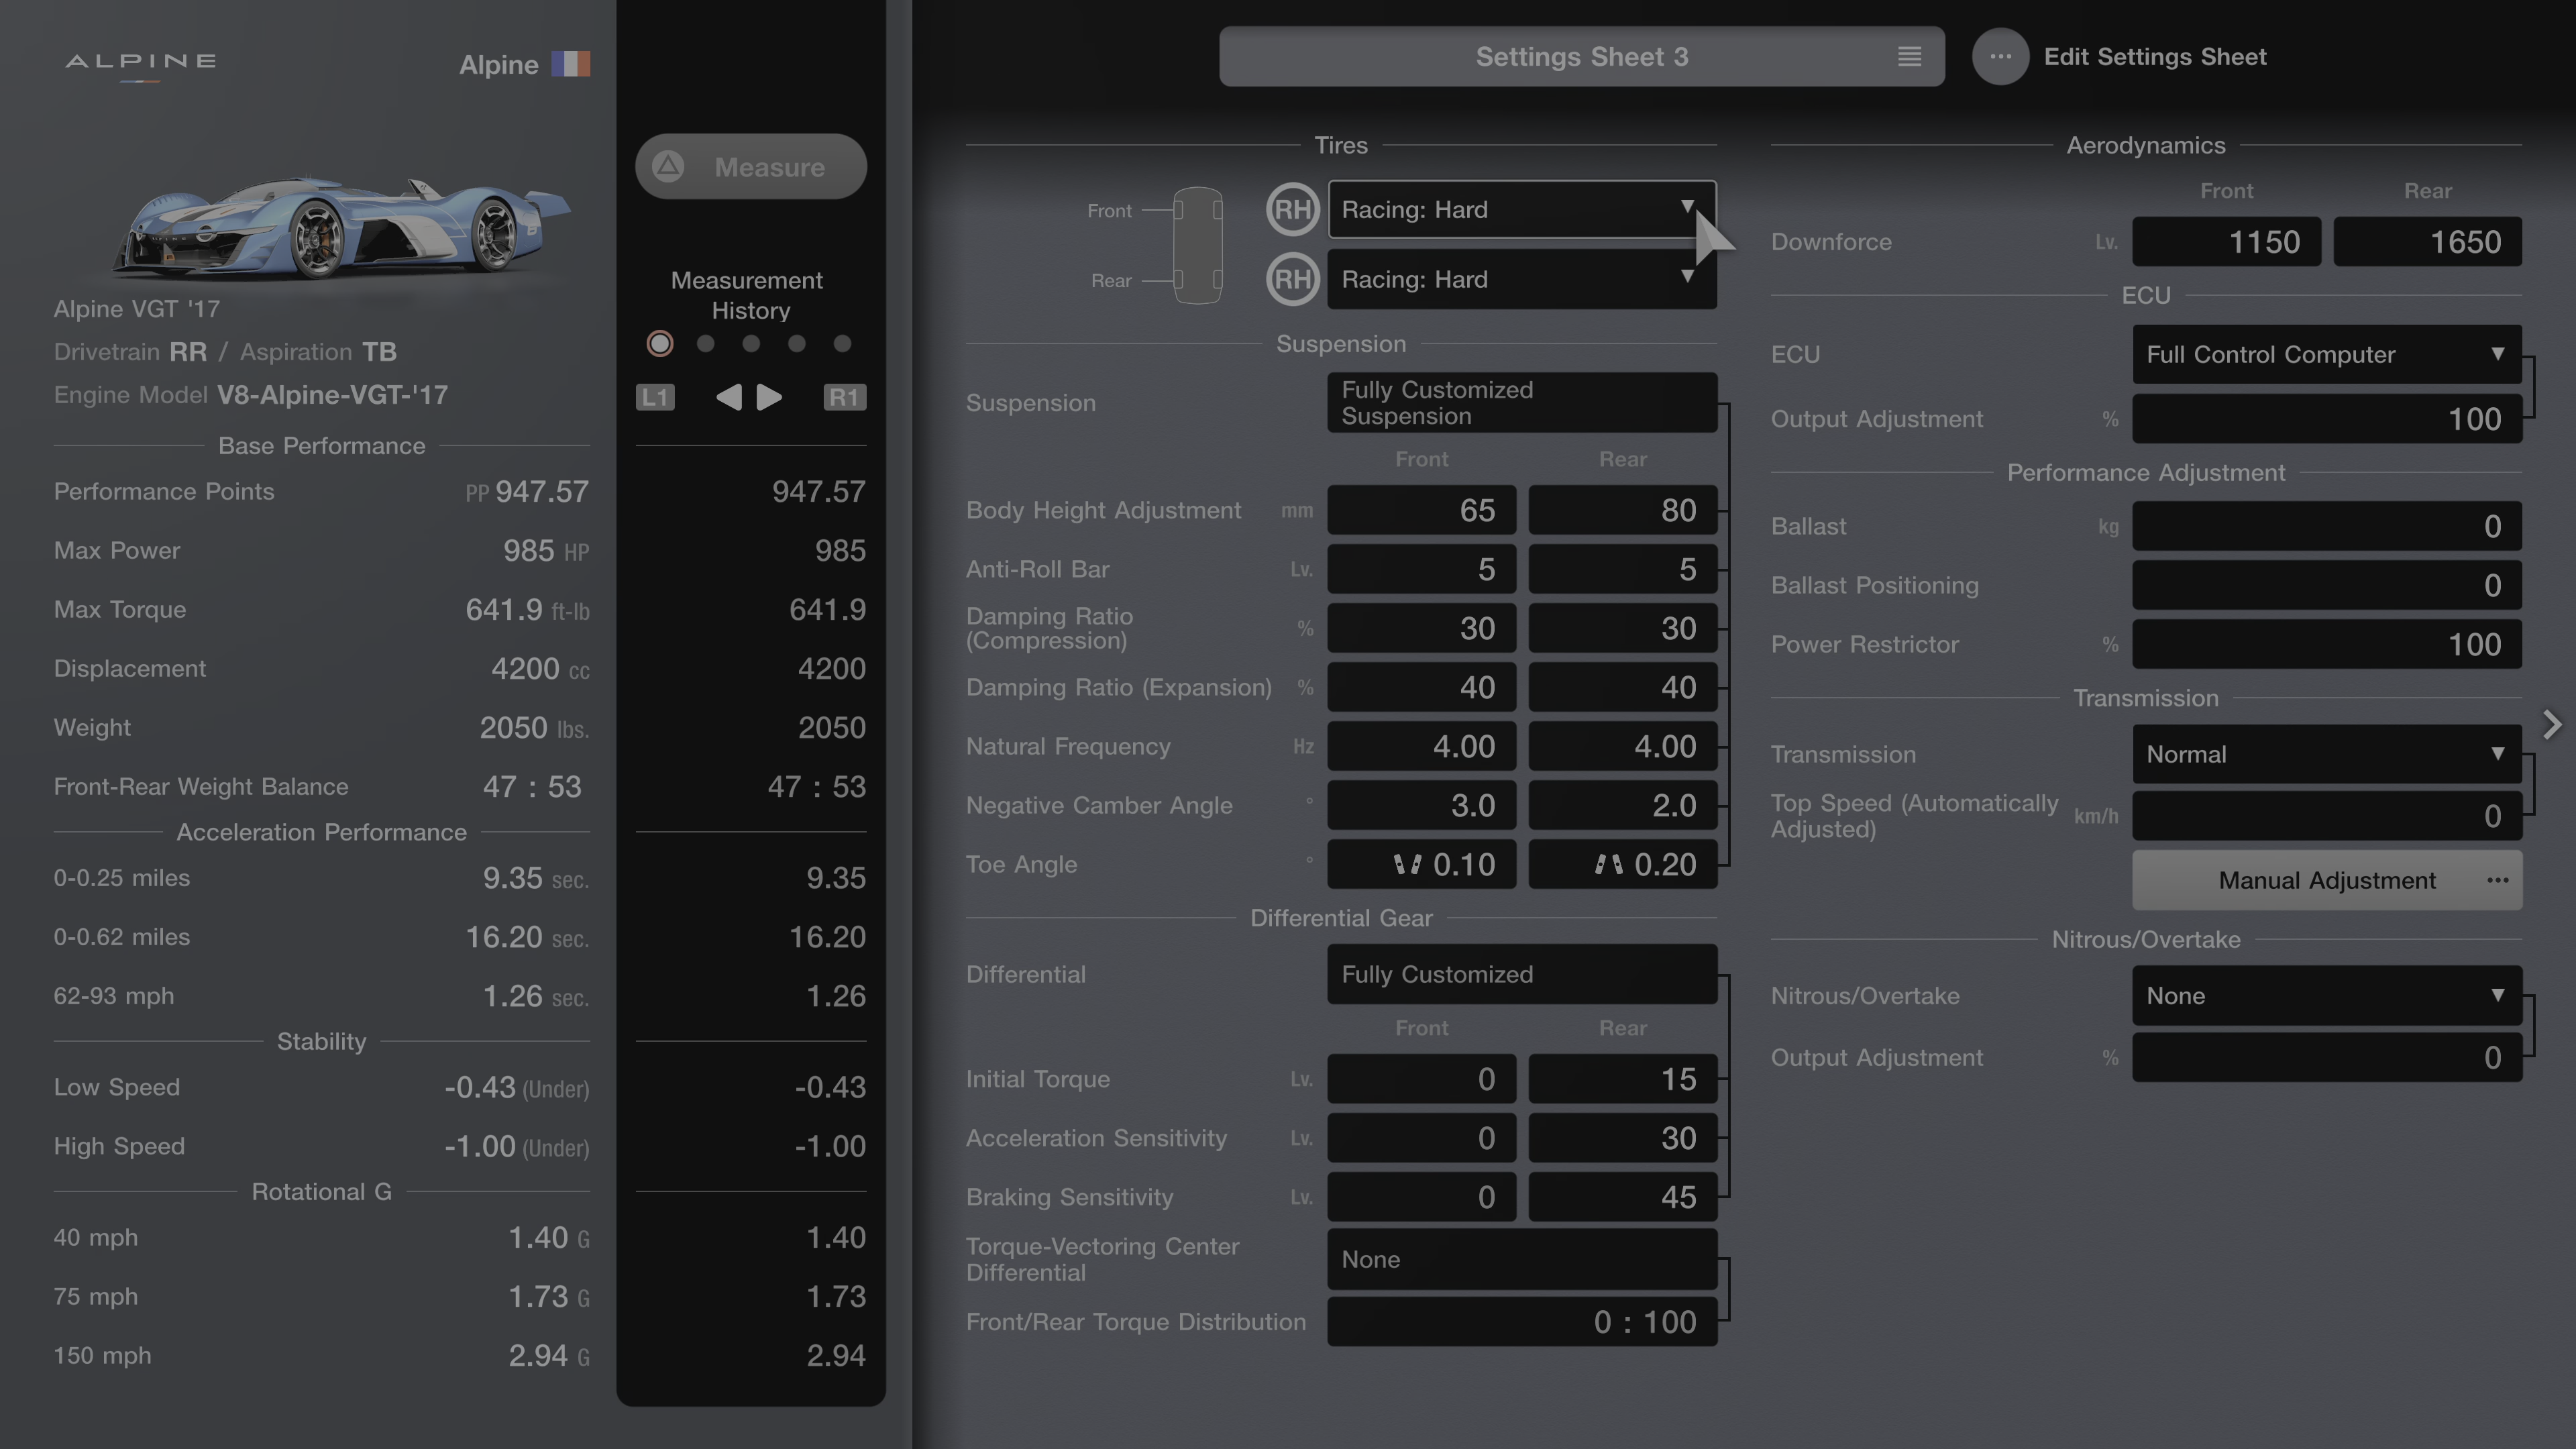 ALPINE
Alpine
Alpine VGT '17
Drivetrain RR / Aspiration TB
Engine Model V8-Alpine-VGT-'17
Base Performance
Performance Points PP 947.57
Max Power 985 HP
Max Torque 641.9 ft-lb
Displacement 4200 cc
Weight 2050 lbs.
Front-Rear Weight Balance 47 : 53
Acceleration Performance
0-0.25 miles 9.35 sec.
0-0.62 miles 16.20 sec.
62-93 mph 1.26 sec.
Stability
Low Speed -0.43 (Under)
High Speed -1.00 (Under)
Rotational G
40 mph 1.40 G
75 mph 1.73 G
150 mph 2.94 G
Measure
Measurement
History
L1 R1
947.57
985
641.9
4200
2050
47 : 53
9.35
16.20
1.26
-0.43
-1.00
1.40
1.73
2.94
Settings Sheet 3
Edit Settings Sheet
Tires
Front RH Racing: Hard
Rear RH Racing: Hard
Suspension
Suspension Fully Customized
Suspension
Front Rear
Body Height Adjustment mm 65 80
Anti-Roll Bar Lv. 5 5
Damping Ratio
(Compression) % 30 30
Damping Ratio (Expansion) % 40 40
Natural Frequency Hz 4.00 4.00
Negative Camber Angle ° 3.0 2.0
Toe Angle ° 0.10 0.20
Differential Gear
Differential Fully Customized
Front Rear
Initial Torque Lv. 0 15
Acceleration Sensitivity Lv. 0 30
Braking Sensitivity Lv. 0 45
Torque-Vectoring Center
Differential None
Front/Rear Torque Distribution 0 : 100
Aerodynamics
Front Rear
Downforce Lv. 1150 1650
ECU
ECU Full Control Computer
Output Adjustment % 100
Performance Adjustment
Ballast kg 0
Ballast Positioning 0
Power Restrictor % 100
Transmission
Transmission Normal
Top Speed (Automatically
Adjusted) km/h 0
Manual Adjustment
Nitrous/Overtake
Nitrous/Overtake None
Output Adjustment % 0